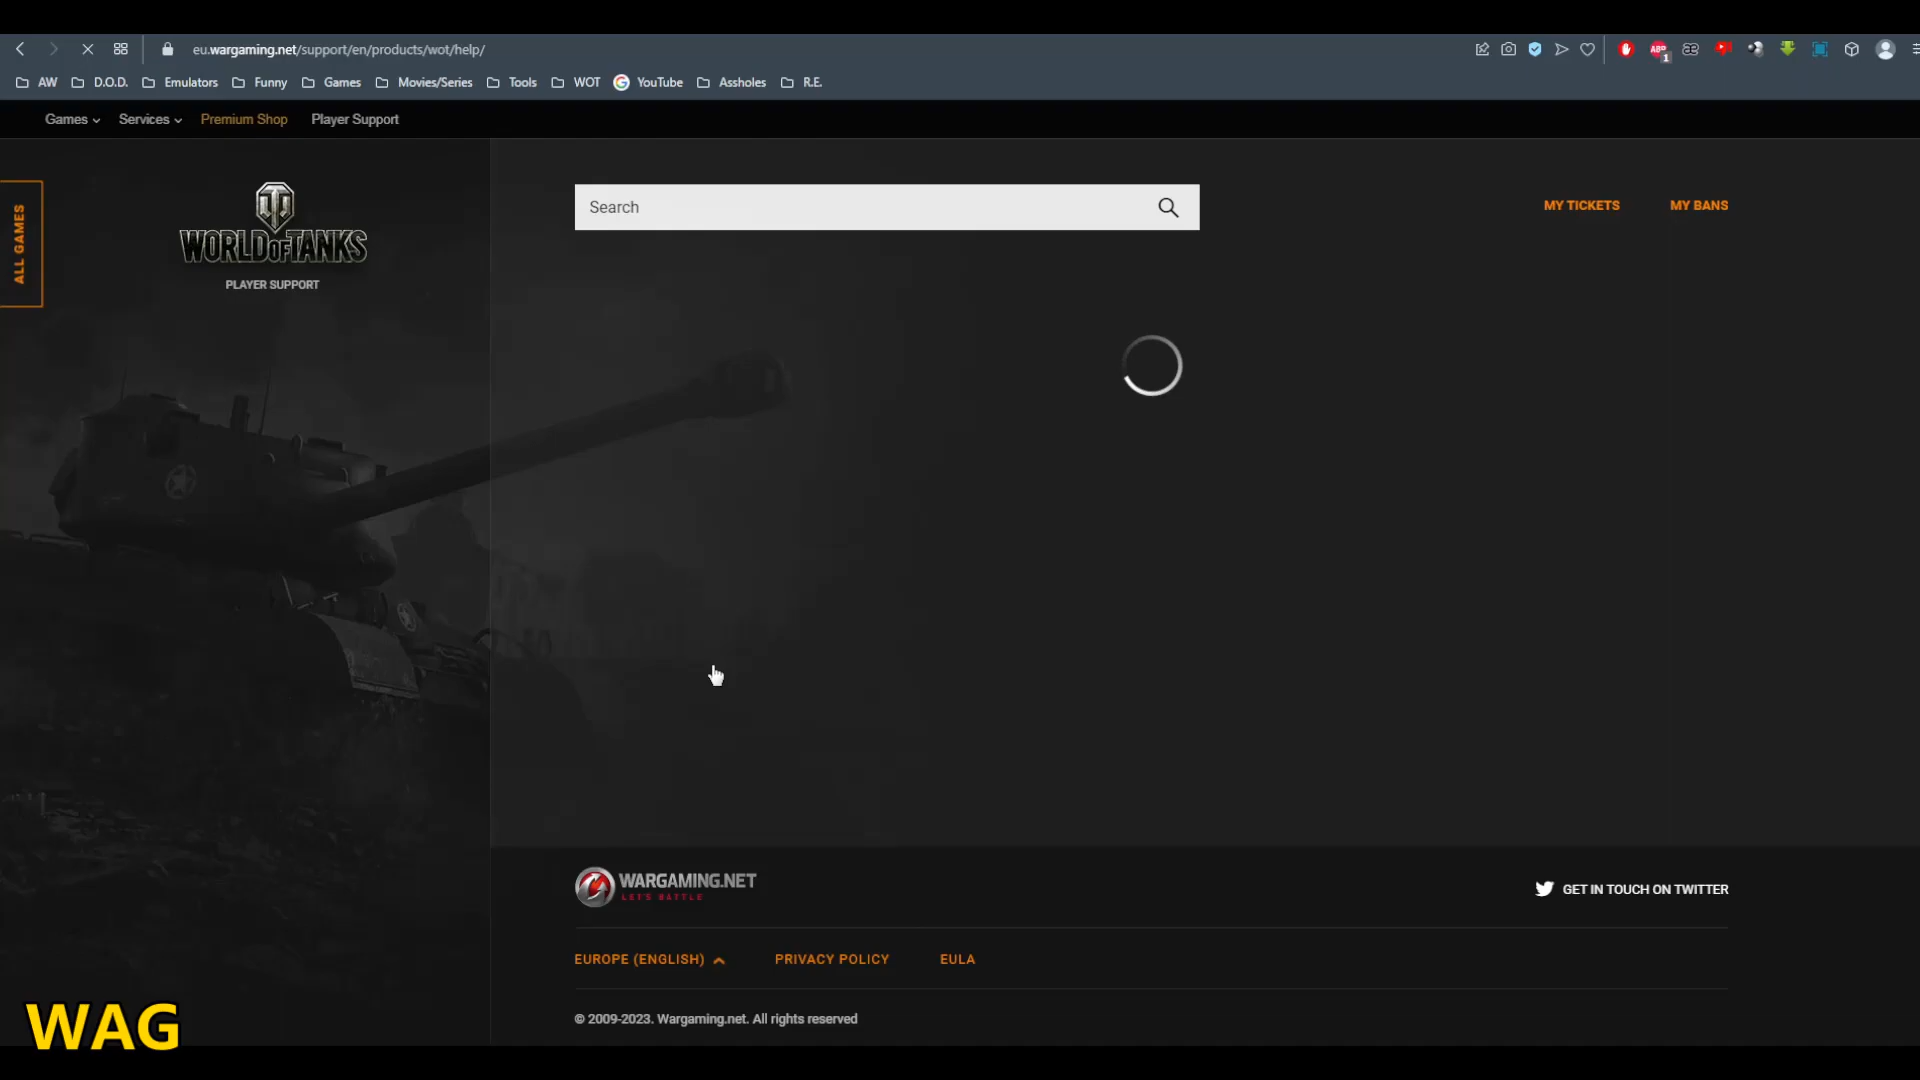 eu.wargaming.net/support/en/products/wot/help/
ABP
1
æ
AW D.O.D. Emulators Funny Games Movies/Series Tools WOT YouTube Assholes R.E.
Games Services Premium Shop Player Support
ALL GAMES
WORLD OF TANKS
PLAYER SUPPORT
Search
MY TICKETS MY BANS
WARGAMING.NET
LET'S BATTLE
GET IN TOUCH ON TWITTER
EUROPE (ENGLISH) PRIVACY POLICY EULA
© 2009-2023. Wargaming.net. All rights reserved
WAG